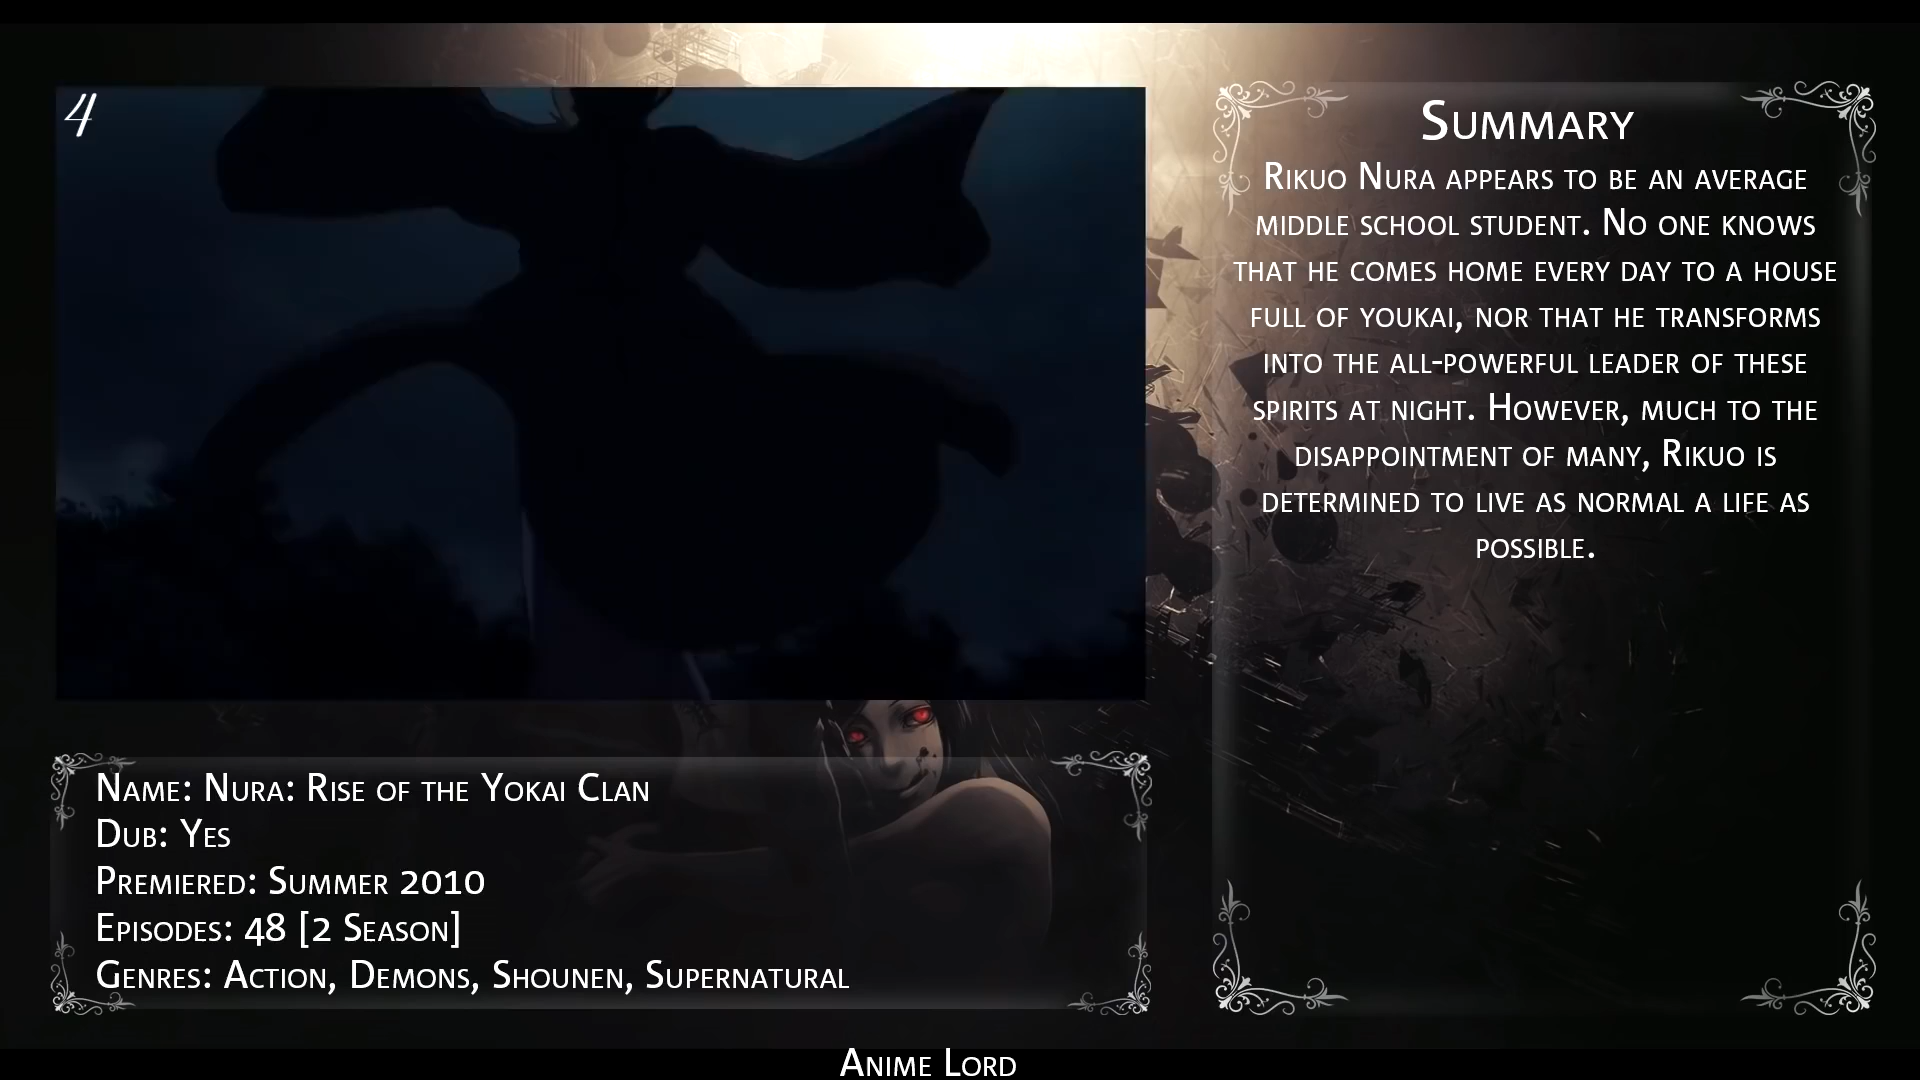 4
Summary
Rikuo Nura appears to be an average
middle school student. No one knows
that he comes home every day to a house
full of youkai, nor that he transforms
into the all-powerful leader of these
spirits at night. However, much to the
disappointment of many, Rikuo is
determined to live as normal a life as
possible.
Name: Nura: Rise of the Yokai Clan
Dub: Yes
Premiered: Summer 2010
Episodes: 48 [2 Season]
Genres: Action, Demons, Shounen, Supernatural
Anime Lord